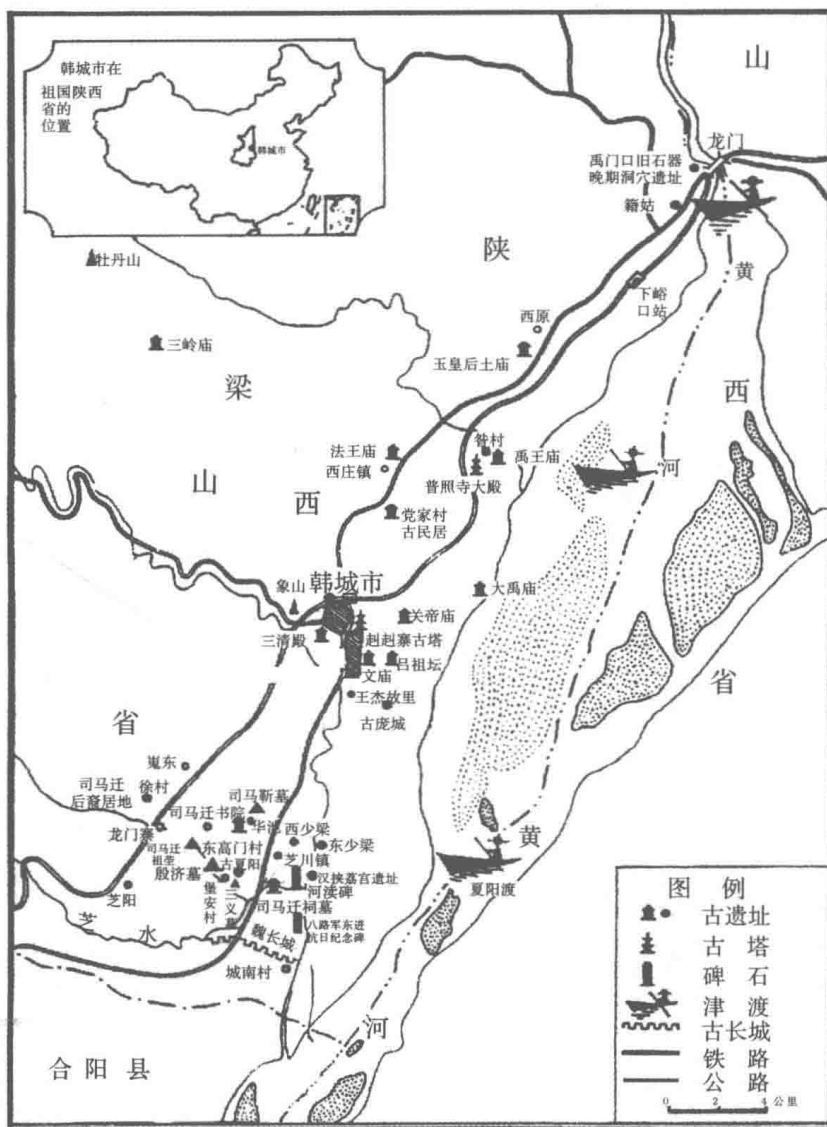 韩城市在
祖国陕西
省的
位置
韩城市
山
龙门
禹门口旧石器
晚期洞穴遗址
籍姑
陕
黄
牡丹山
下峪
口站
西原
三岭庙
玉皇后土庙
梁
西
昝村
法王庙
禹王庙
河
西庄镇
普照寺大殿
山
西
党家村
古民居
象山
韩城市
大禹庙
关帝庙
三清殿
赳赳寨古塔
吕祖坛
文庙
省
王杰故里
古庞城
省
嵬东
司马迁
后裔居地
徐村
司马靳墓
司马迁书院
华池
西少梁
东少梁
黄
龙门寨
司马迁
祖茔
东高门村
芝川镇
古夏阳
汉挟荔宫遗址
殷济墓
河渎碑
夏阳渡
芝阳
堡
安
村
三
义
墓
司马迁祠墓
芝
水
魏长城
八路军东进
抗日纪念碑
城南村
河
合阳县
图 例
古遗址
古塔
碑石
津渡
古长城
铁路
公路
0 2 4 公里